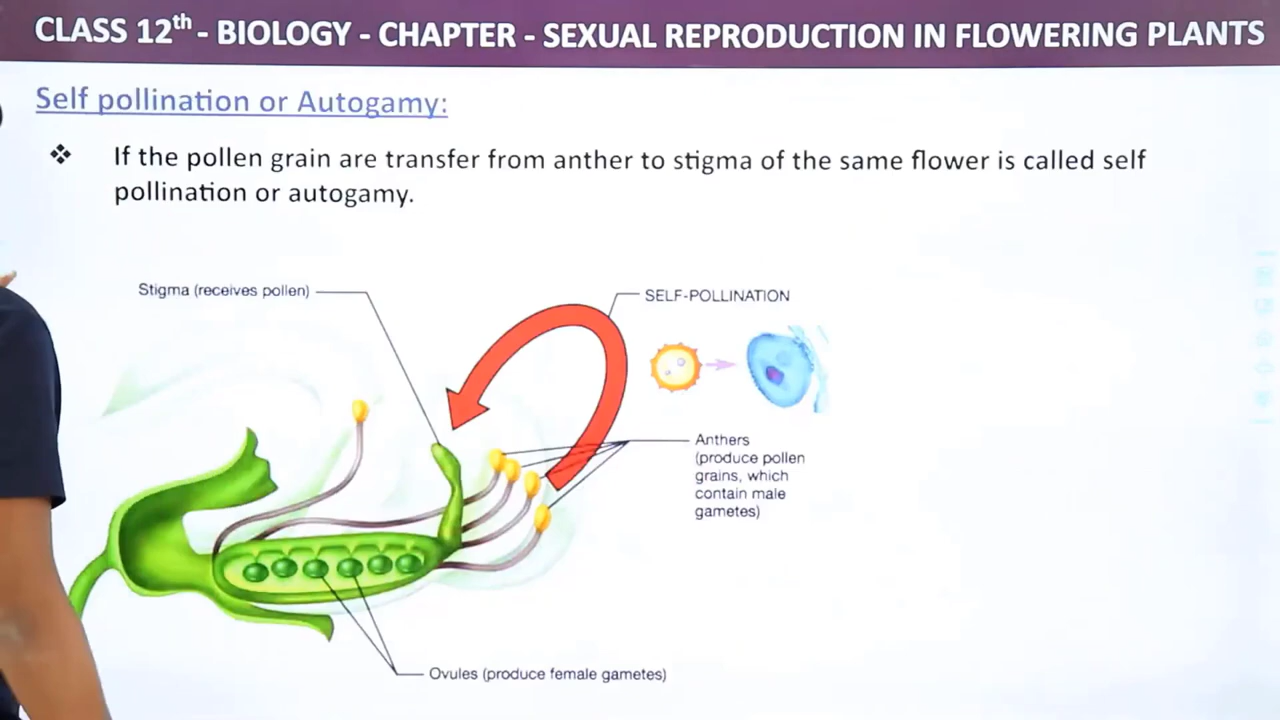 CLASS 12th - BIOLOGY - CHAPTER - SEXUAL REPRODUCTION IN FLOWERING PLANTS
Self pollination or Autogamy:
❖ If the pollen grain are transfer from anther to stigma of the same flower is called self
pollination or autogamy.
Stigma (receives pollen)
SELF-POLLINATION
Anthers
(produce pollen
grains, which
contain male
gametes)
Ovules (produce female gametes)